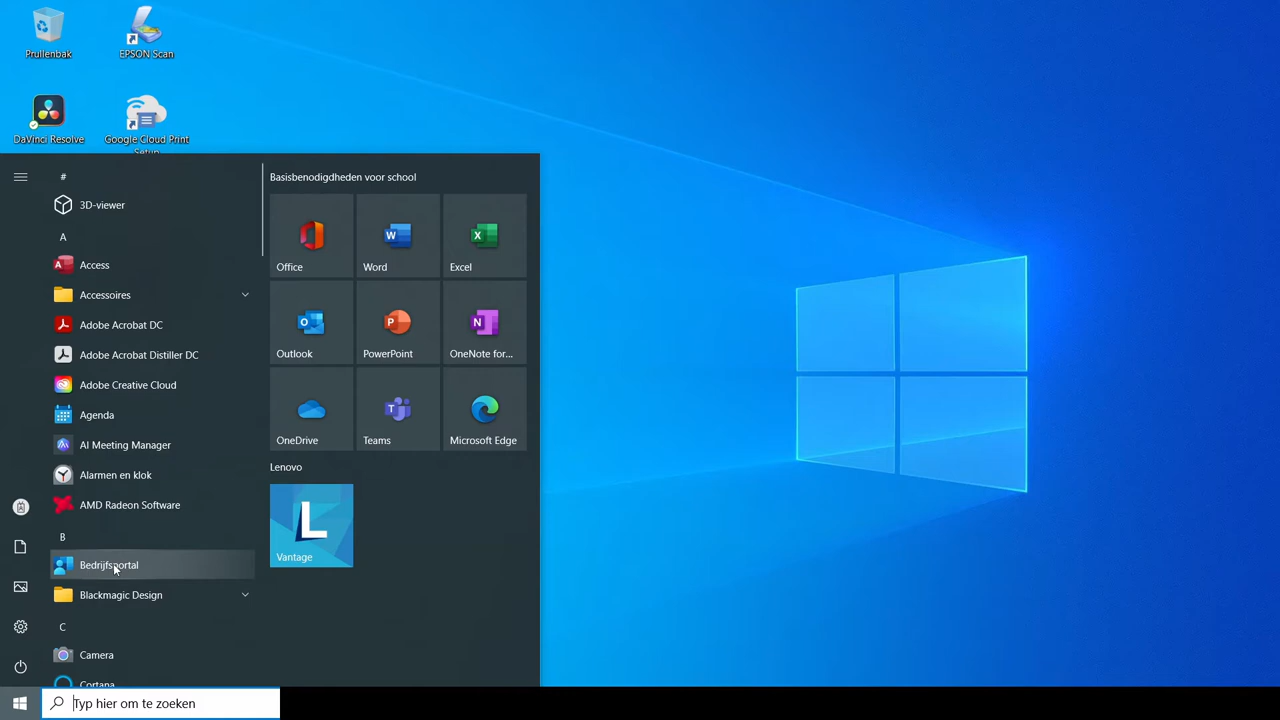 Prullenbak
EPSON Scan
DaVinci Resolve
Google Cloud Print
Setup
#
3D-viewer
A
Access
Accessoires
Adobe Acrobat DC
Adobe Acrobat Distiller DC
Adobe Creative Cloud
Agenda
AI Meeting Manager
Alarmen en klok
AMD Radeon Software
B
Bedrijfsportal
Blackmagic Design
C
Camera
Cortana
Basisbenodigdheden voor school
Office
Word
Excel
Outlook
PowerPoint
OneNote for...
OneDrive
Teams
Microsoft Edge
Lenovo
L
Vantage
Typ hier om te zoeken